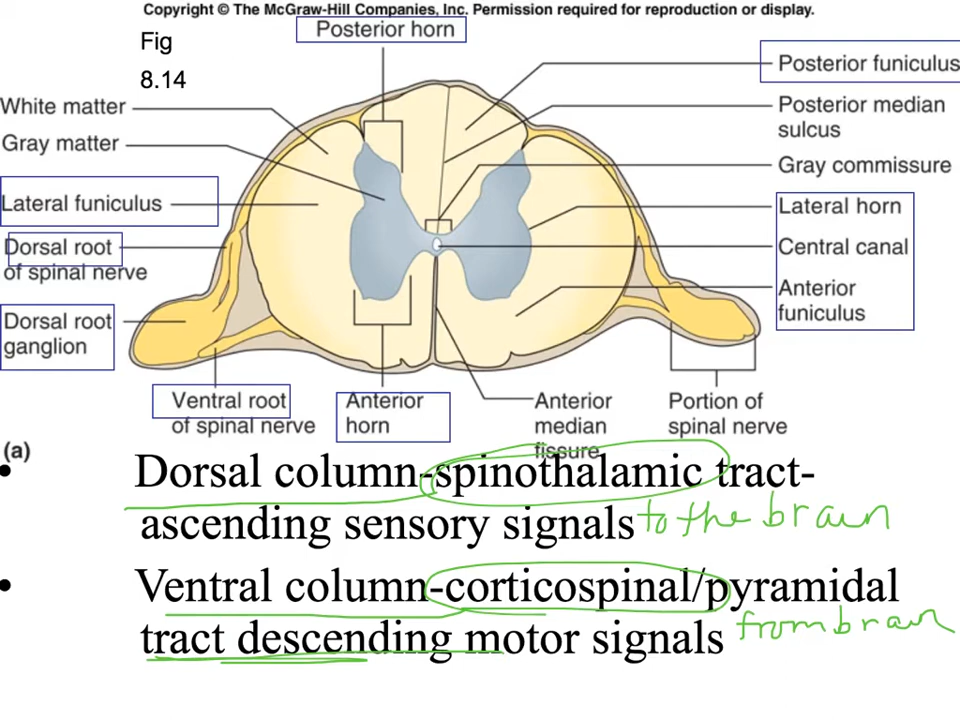 Copyright © The McGraw-Hill Companies, Inc. Permission required for reproduction or display.
Fig
8.14
Posterior horn
White matter
Gray matter
Lateral funiculus
Dorsal root
of spinal nerve
Dorsal root
ganglion
Ventral root
of spinal nerve
Anterior
horn
Posterior funiculus
Posterior median
sulcus
Gray commissure
Lateral horn
Central canal
Anterior
funiculus
Anterior
median
fissure
Portion of
spinal nerve
(a)
• Dorsal column-spinothalamic tract-
ascending sensory signals to the brain
• Ventral column-corticospinal/pyramidal
tract descending motor signals from brain